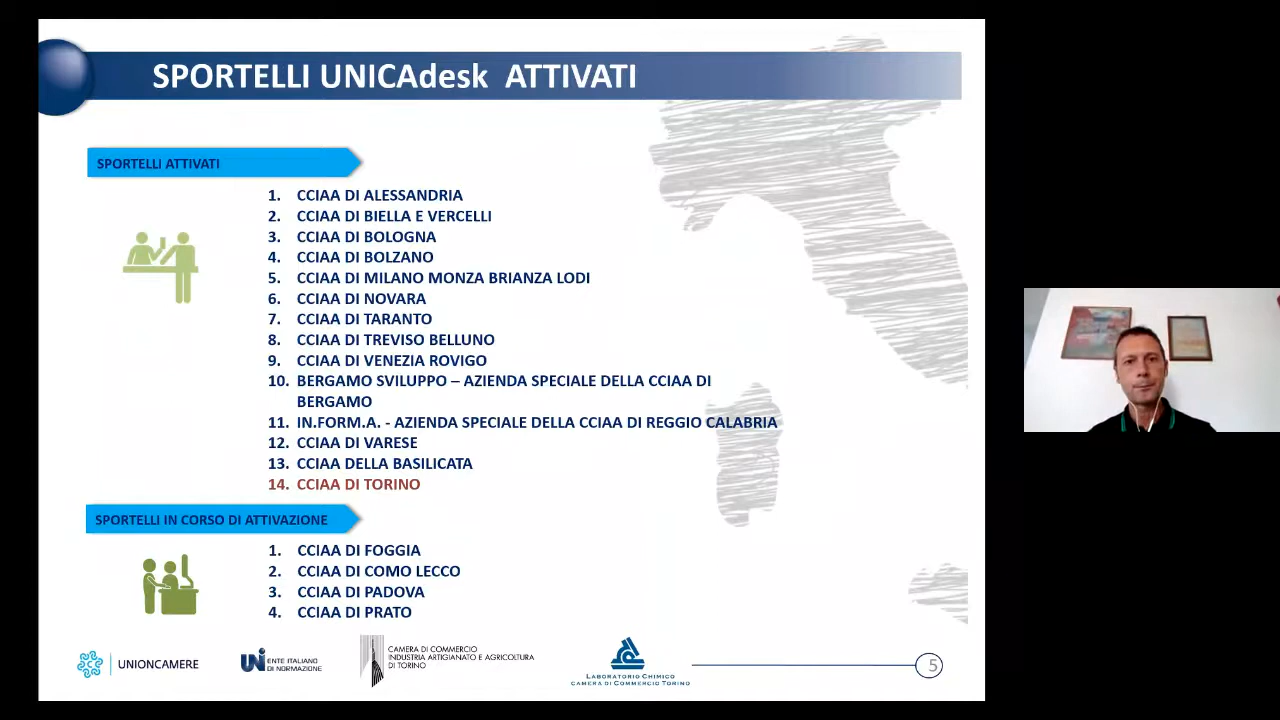 SPORTELLI UNICAdesk ATTIVATI
SPORTELLI ATTIVATI
1. CCIAA DI ALESSANDRIA
2. CCIAA DI BIELLA E VERCELLI
3. CCIAA DI BOLOGNA
4. CCIAA DI BOLZANO
5. CCIAA DI MILANO MONZA BRIANZA LODI
6. CCIAA DI NOVARA
7. CCIAA DI TARANTO
8. CCIAA DI TREVISO BELLUNO
9. CCIAA DI VENEZIA ROVIGO
10. BERGAMO SVILUPPO – AZIENDA SPECIALE DELLA CCIAA DI
BERGAMO
11. IN.FORM.A. - AZIENDA SPECIALE DELLA CCIAA DI REGGIO CALABRIA
12. CCIAA DI VARESE
13. CCIAA DELLA BASILICATA
14. CCIAA DI TORINO
SPORTELLI IN CORSO DI ATTIVAZIONE
1. CCIAA DI FOGGIA
2. CCIAA DI COMO LECCO
3. CCIAA DI PADOVA
4. CCIAA DI PRATO
UNIONCAMERE
UNI ENTE ITALIANO
DI NORMAZIONE
CAMERA DI COMMERCIO
INDUSTRIA ARTIGIANATO E AGRICOLTURA
DI TORINO
LABORATORIO CHIMICO
CAMERA DI COMMERCIO TORINO
5